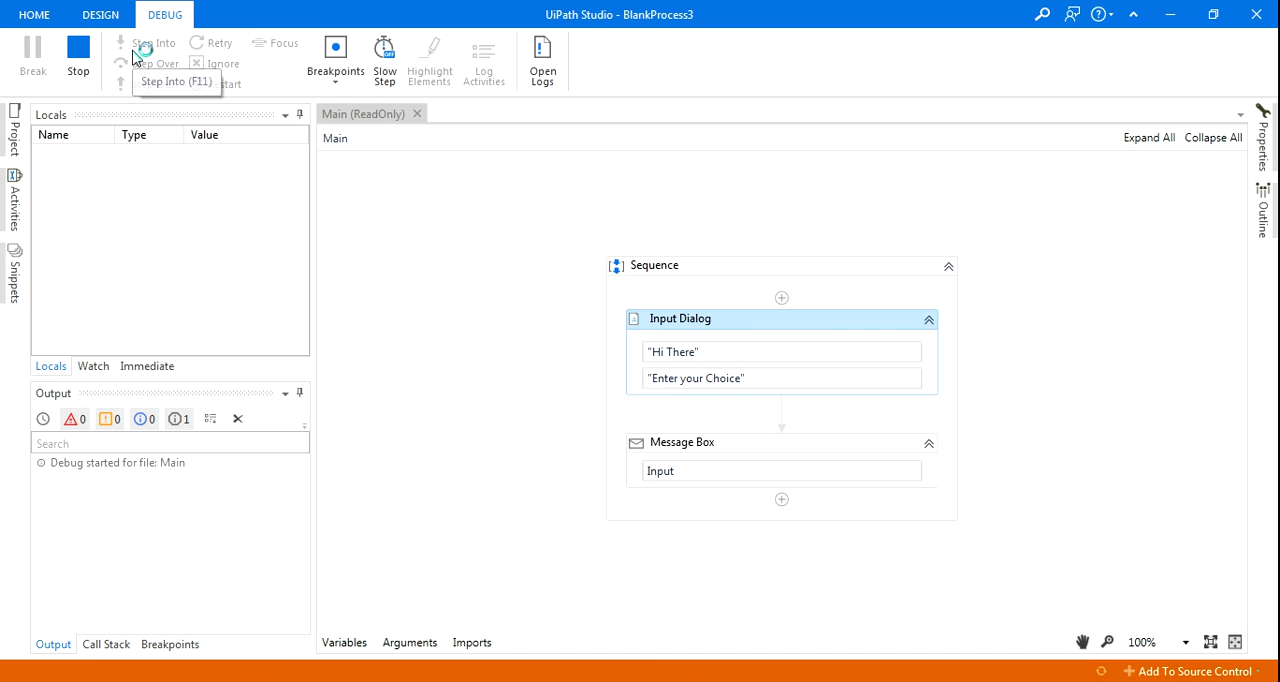 HOME DESIGN DEBUG UiPath Studio - BlankProcess3
Step Into Retry Focus
Step Over Ignore
Break Stop Step Into (F11) Breakpoints Slow Step Highlight Elements Log Activities Open Logs
Locals Main (ReadOnly)
Name Type Value Main Expand All Collapse All
Project
Activities
Snippets
Properties
Outline
Sequence
Input Dialog
"Hi There"
"Enter your Choice"
Message Box
Input
Locals Watch Immediate
Output
0 0 0 1
Search
Debug started for file: Main
Output Call Stack Breakpoints Variables Arguments Imports 100%
Add To Source Control